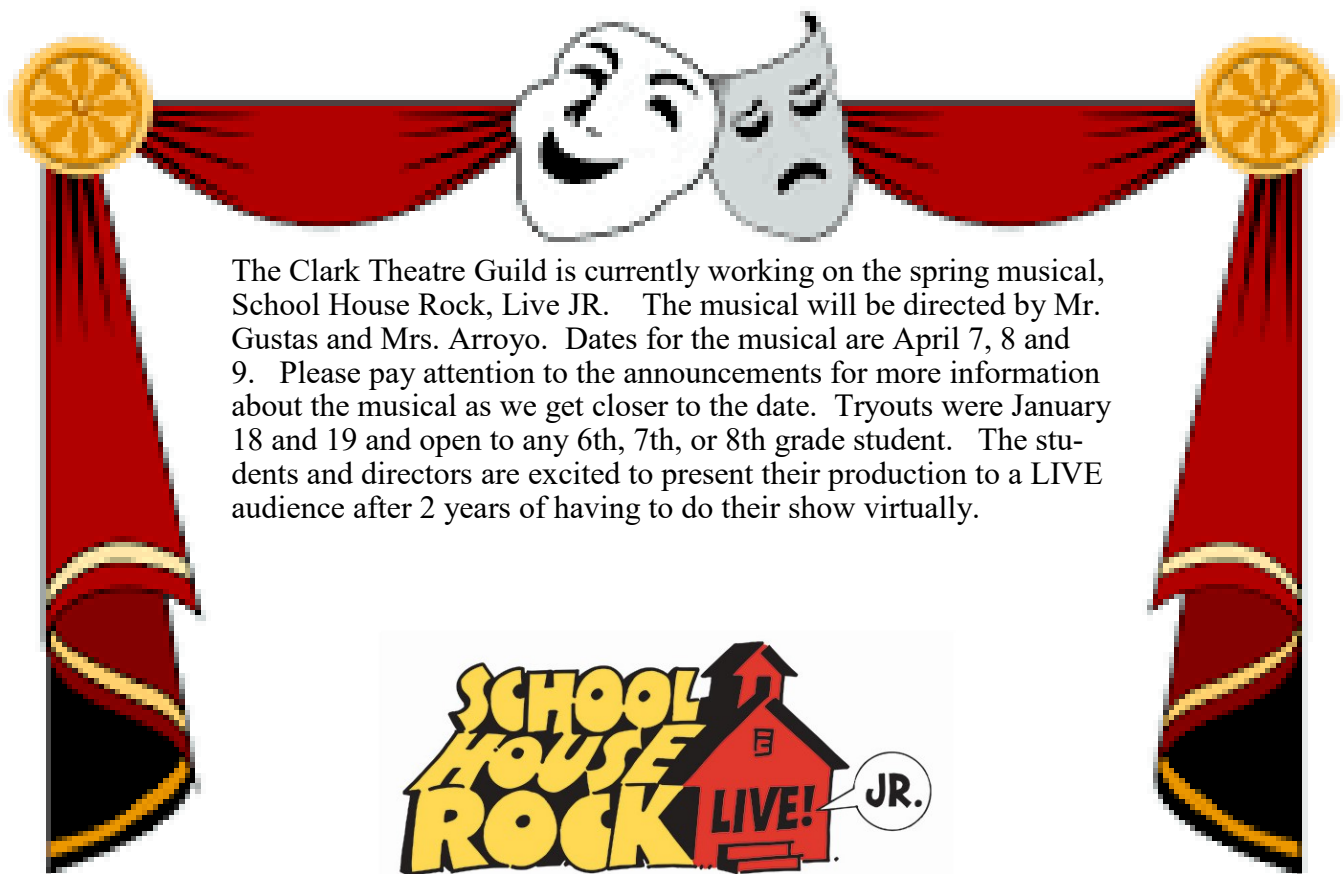 The Clark Theatre Guild is currently working on the spring musical,
School House Rock, Live JR.    The musical will be directed by Mr.
Gustas and Mrs. Arroyo.  Dates for the musical are April 7, 8 and
9.   Please pay attention to the announcements for more information
about the musical as we get closer to the date.  Tryouts were January
18 and 19 and open to any 6th, 7th, or 8th grade student.   The stu-
dents and directors are excited to present their production to a LIVE
audience after 2 years of having to do their show virtually.
SCHOOL
HOUSE
ROCK
LIVE!
JR.